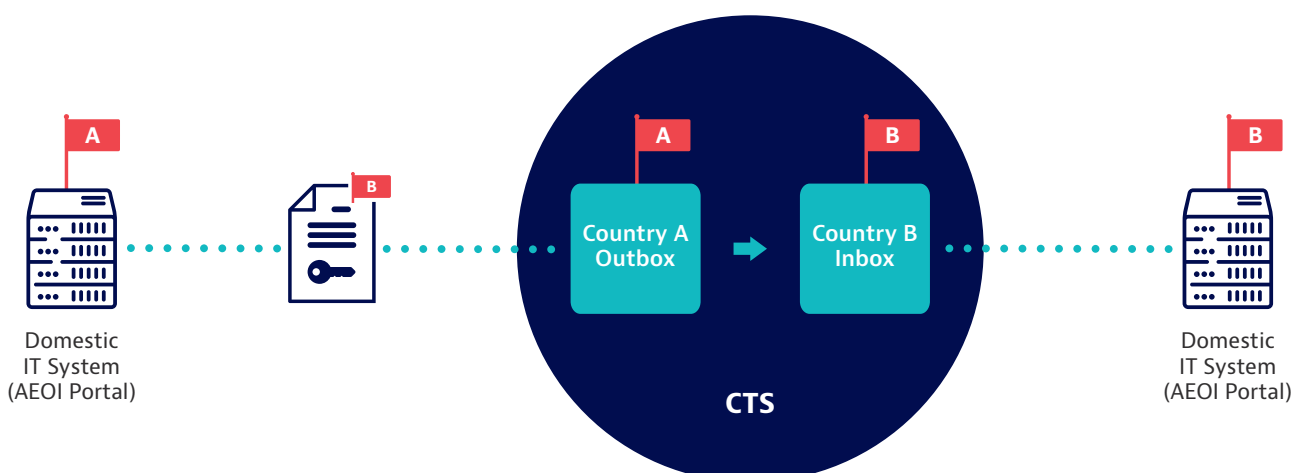 A
B
A
B
B
Country A
Outbox
Country B
Inbox
Domestic
IT System
(AEOI Portal)
CTS
Domestic
IT System
(AEOI Portal)